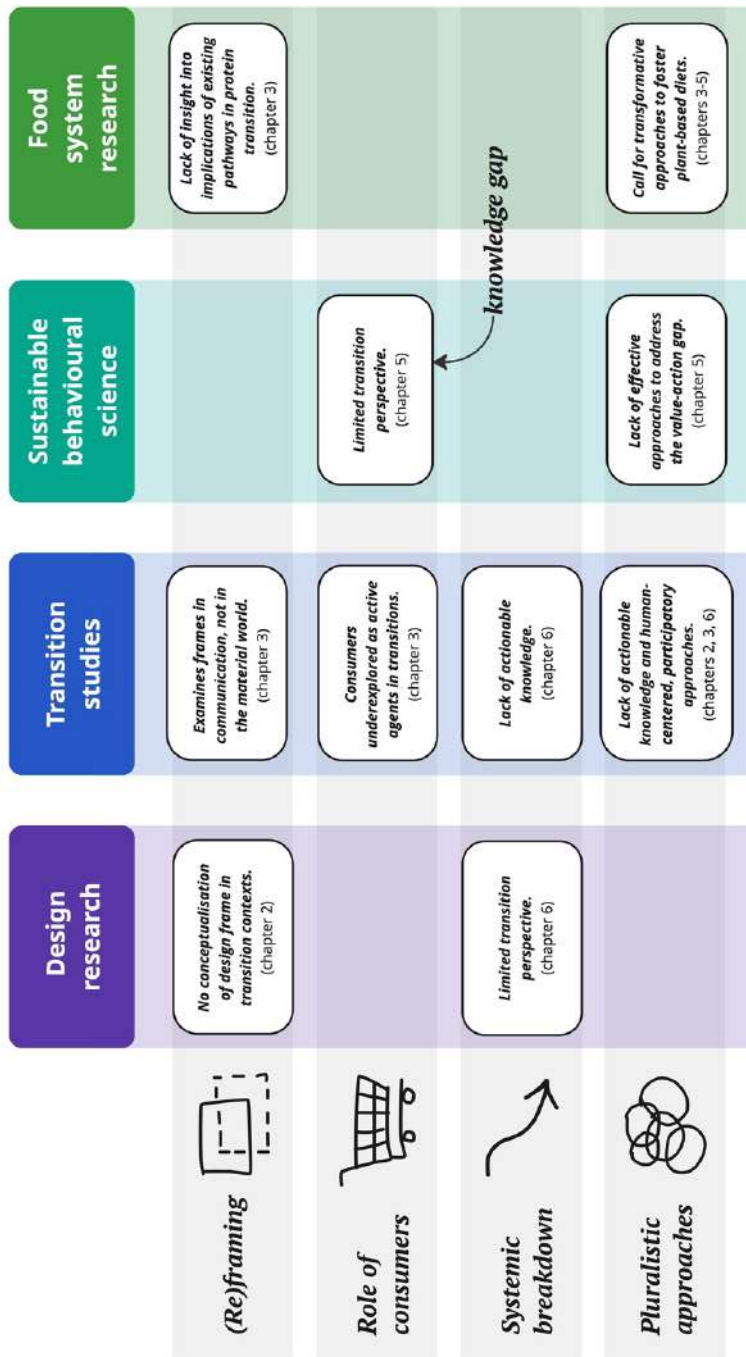 Design
research
Transition
studies
Sustainable
behavioural
science
Food
system
research
(Re)framing
No conceptualisation
of design frame in
transition contexts.
(chapter 2)
Examines frames in
communication, not in
the material world.
(chapter 3)
Lack of insight into
implications of existing
pathways in protein
transition.
(chapter 3)
Role of
consumers
Consumers
underexplored as active
agents in transitions.
(chapter 3)
Limited transition
perspective.
(chapter 5)
knowledge gap
Systemic
breakdown
Limited transition
perspective.
(chapter 6)
Lack of actionable
knowledge.
(chapter 6)
Pluralistic
approaches
Lack of actionable
knowledge and human-
centered, participatory
approaches.
(chapters 2, 3, 6)
Lack of effective
approaches to address
the value-action gap.
(chapter 5)
Call for transformative
approaches to foster
plant-based diets.
(chapters 3-5)